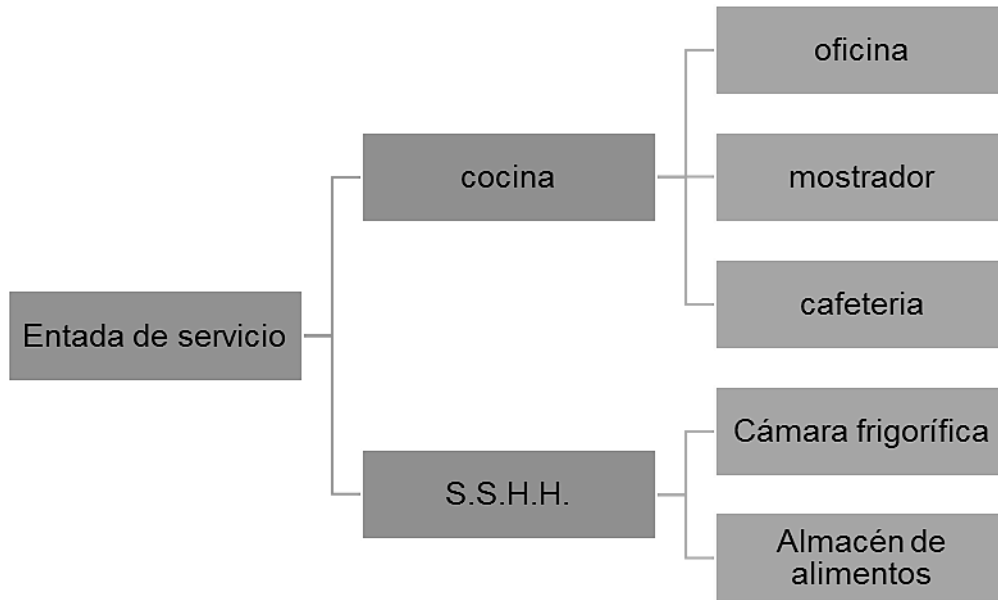 oficina
cocina
mostrador
cafeteria
Entada de servicio
Cámara frigorífica
S.S.H.H.
Almacén de
alimentos